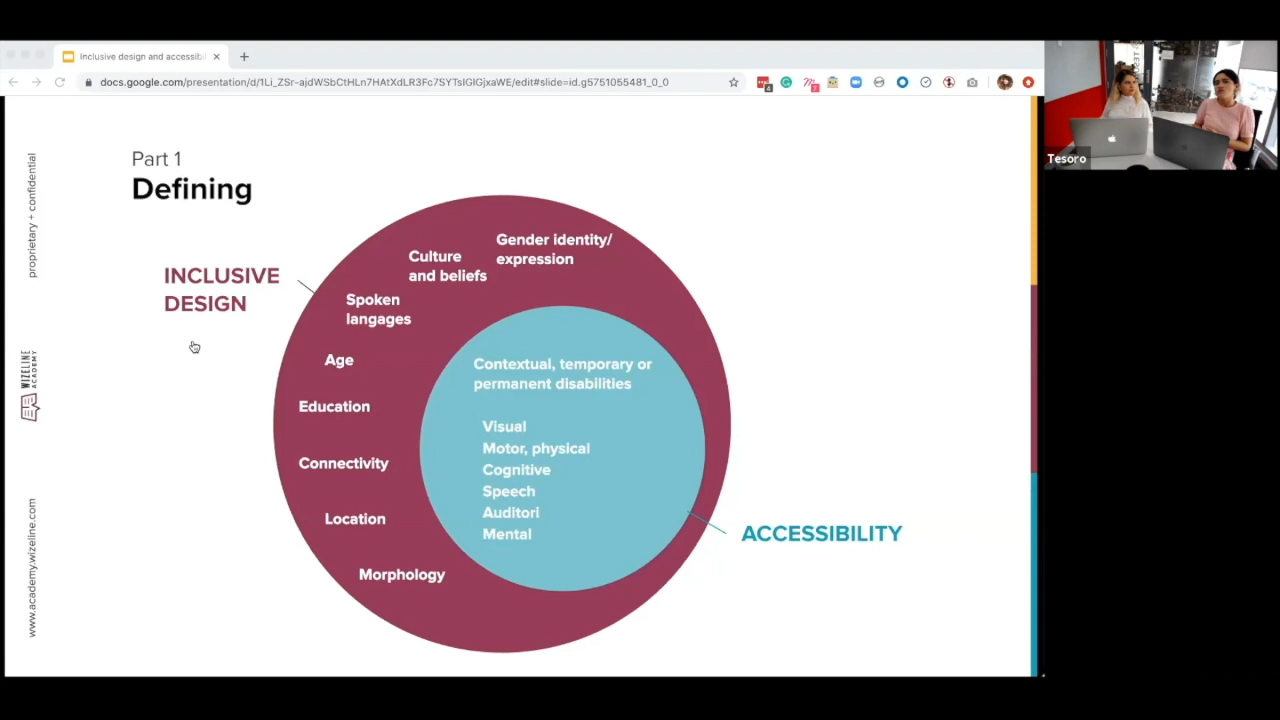 Inclusive design and accessibi
docs.google.com/presentation/d/1Li_ZSr-ajdWSbCtHLn7HAtXdLR3Fc7SYTsIGIGjxaWE/edit#slide=id.g5751055481_0_0
Tesoro
proprietary + confidential
WIZELINE
ACADEMY
www.academy.wizeline.com
Part 1
Defining
INCLUSIVE
DESIGN
Gender identity/
expression
Culture
and beliefs
Spoken
langages
Age
Education
Connectivity
Location
Morphology
Contextual, temporary or
permanent disabilities
Visual
Motor, physical
Cognitive
Speech
Auditori
Mental
ACCESSIBILITY